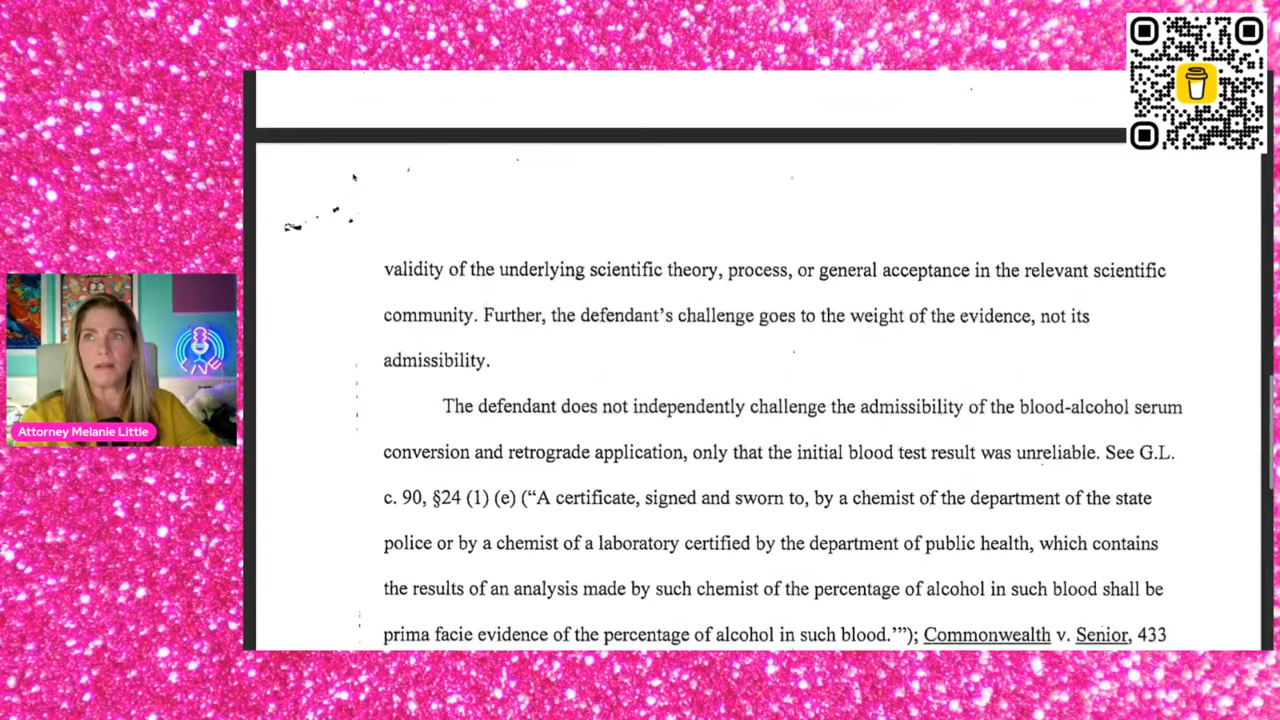 validity of the underlying scientific theory, process, or general acceptance in the relevant scientific
community. Further, the defendant's challenge goes to the weight of the evidence, not its
admissibility.
The defendant does not independently challenge the admissibility of the blood-alcohol serum
conversion and retrograde application, only that the initial blood test result was unreliable. See G.L.
c. 90, §24 (1) (e) (“A certificate, signed and sworn to, by a chemist of the department of the state
police or by a chemist of a laboratory certified by the department of public health, which contains
the results of an analysis made by such chemist of the percentage of alcohol in such blood shall be
prima facie evidence of the percentage of alcohol in such blood.’”); Commonwealth v. Senior, 433
Attorney Melanie Little
LIVE